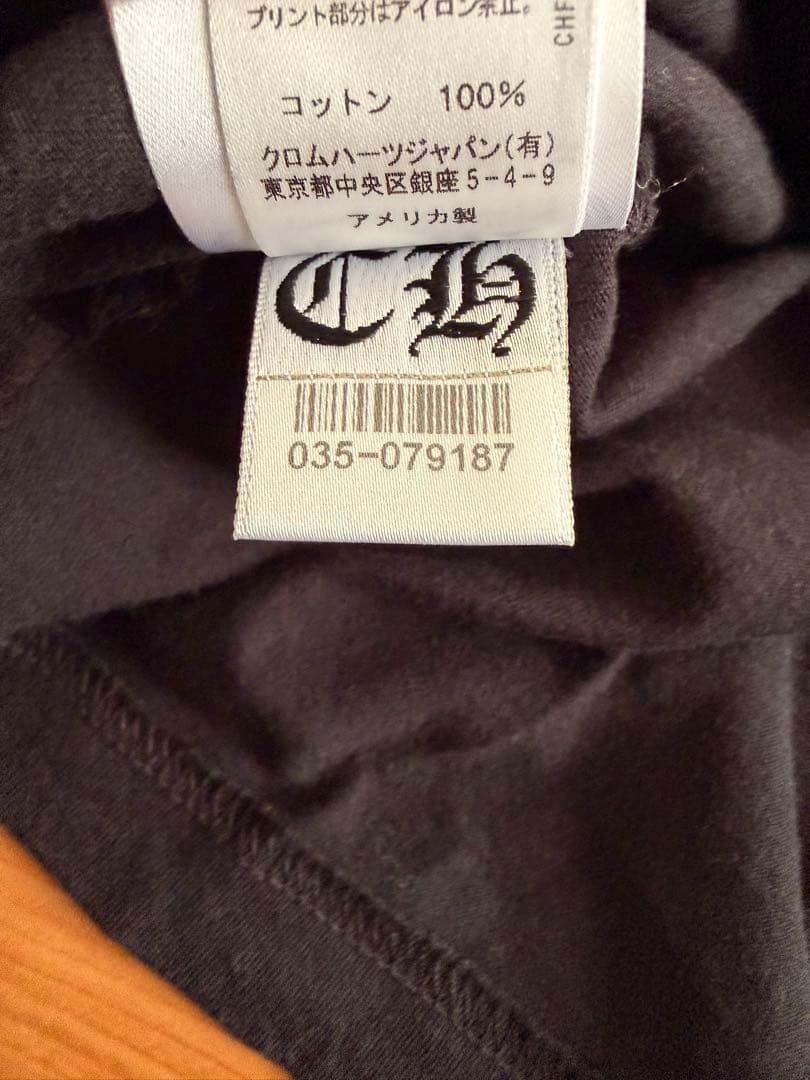 プリント部分はアイロン禁止。
コットン 100%
クロムハーツジャパン(有)
東京都中央区銀座5-4-9
アメリカ製
CH
035-079187